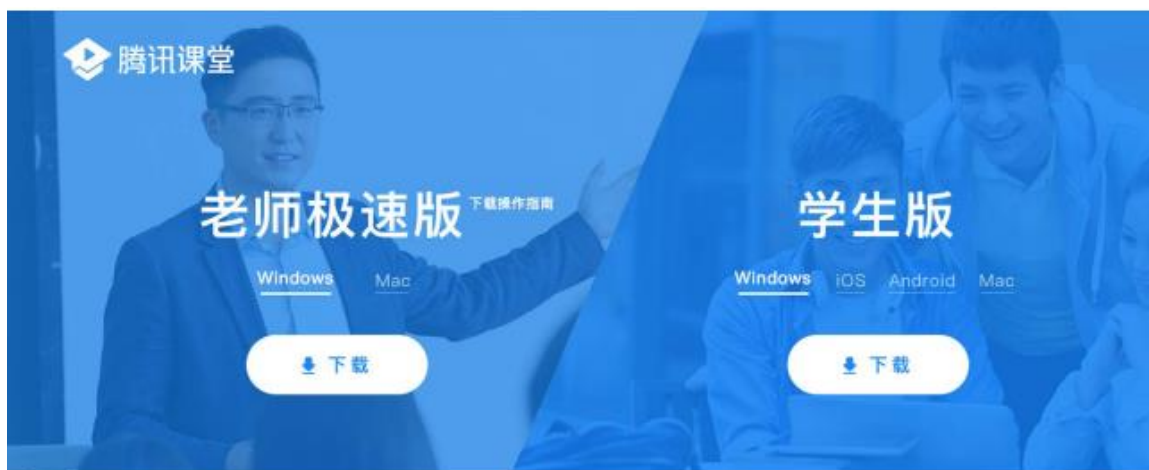 腾讯课堂
老师极速版 下载操作指南
Windows Mac
下载
学生版
Windows iOS Android Mac
下载